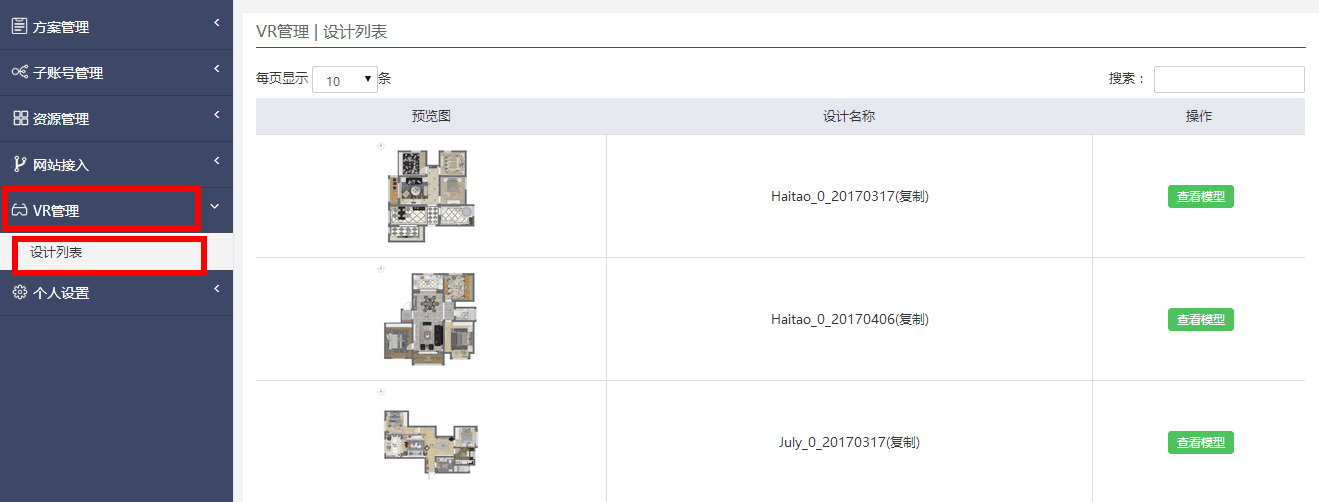 方案管理
子账号管理
资源管理
网站接入
VR管理
设计列表
个人设置
VR管理 | 设计列表
每页显示 10 条
搜索：
预览图 设计名称 操作
Haitao_0_20170317(复制) 查看模型
Haitao_0_20170406(复制) 查看模型
July_0_20170317(复制) 查看模型